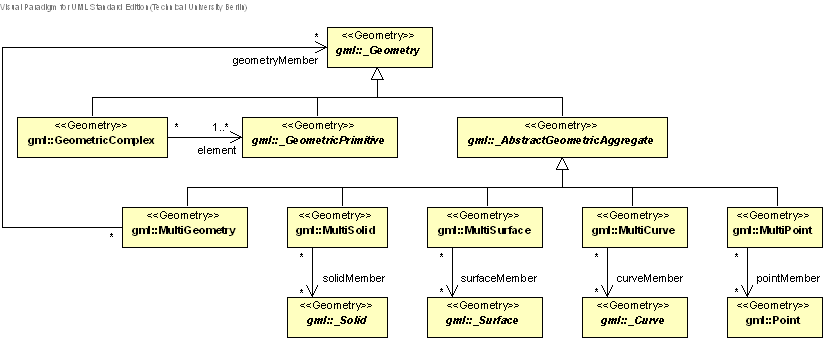 Visual Paradigm for UML Standard Edition(Technical University Berlin)
<<Geometry>>
gml::_Geometry
*
geometryMember
<<Geometry>>
gml::GeometricComplex
*
1..*
element
<<Geometry>>
gml::_GeometricPrimitive
<<Geometry>>
gml::_AbstractGeometricAggregate
<<Geometry>>
gml::MultiGeometry
*
<<Geometry>>
gml::MultiSolid
<<Geometry>>
gml::MultiSurface
<<Geometry>>
gml::MultiCurve
<<Geometry>>
gml::MultiPoint
*
solidMember
*
*
surfaceMember
*
*
curveMember
*
*
pointMember
*
<<Geometry>>
gml::_Solid
<<Geometry>>
gml::_Surface
<<Geometry>>
gml::_Curve
<<Geometry>>
gml::Point